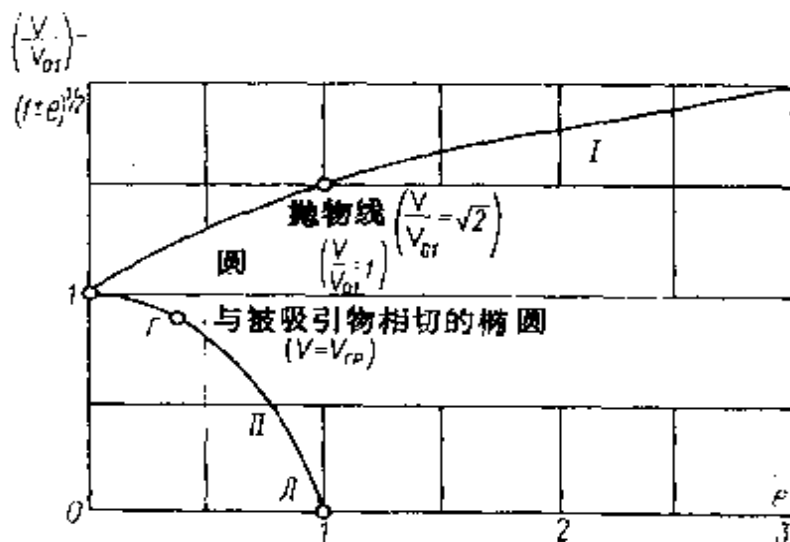 (V/V₀₁)–
(1±e)^½
I
抛物线(V/V₀₁=√2)
圆 (V/V₀₁=1)
1
Г 与被吸引物相切的椭圆
(V=Vгр)
II
Л
0 1 2 3
e